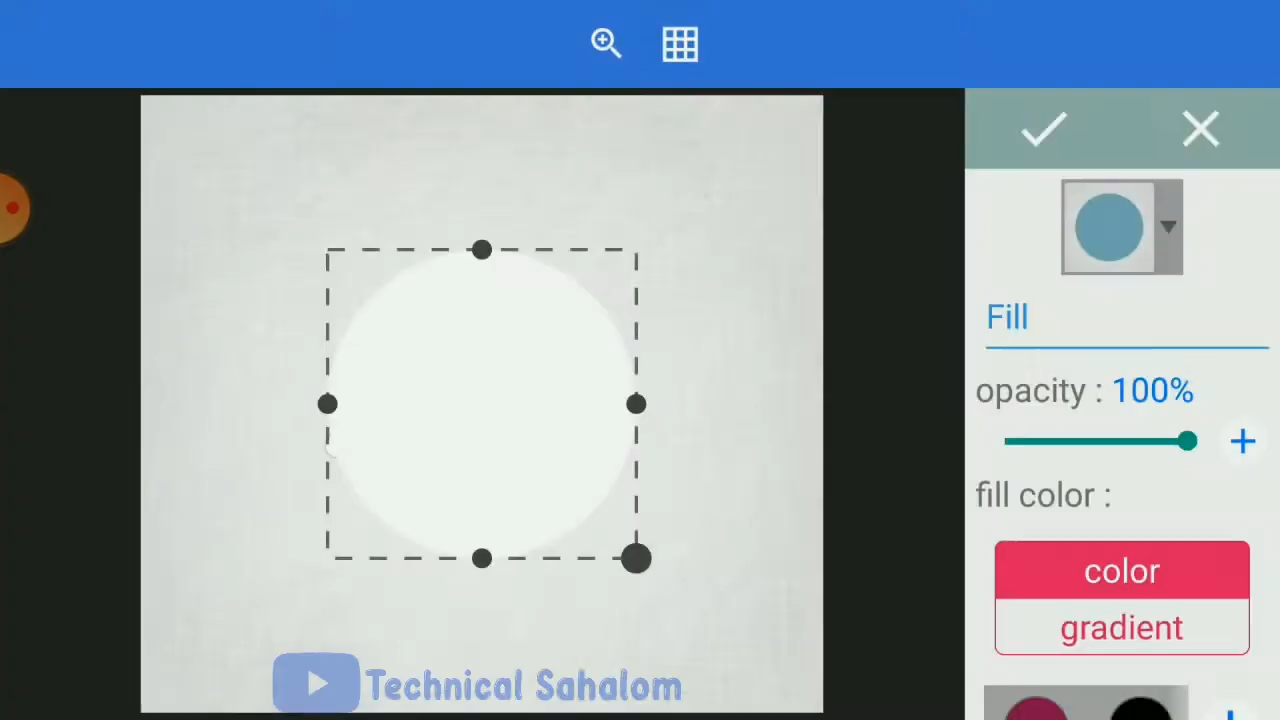 Fill
opacity : 100%
fill color :
color
gradient
Technical Sahalom